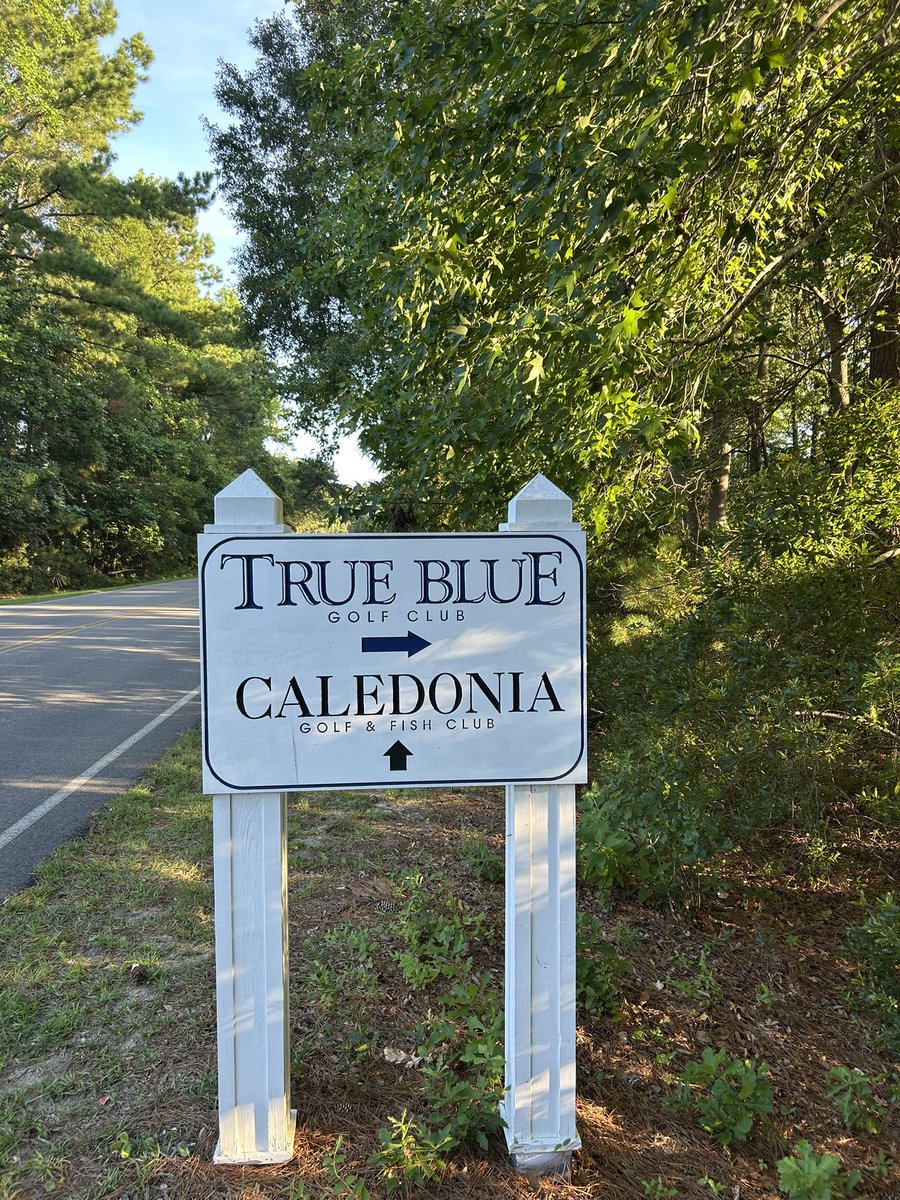 TRUE BLUE
GOLF CLUB
CALEDONIA
GOLF & FISH CLUB